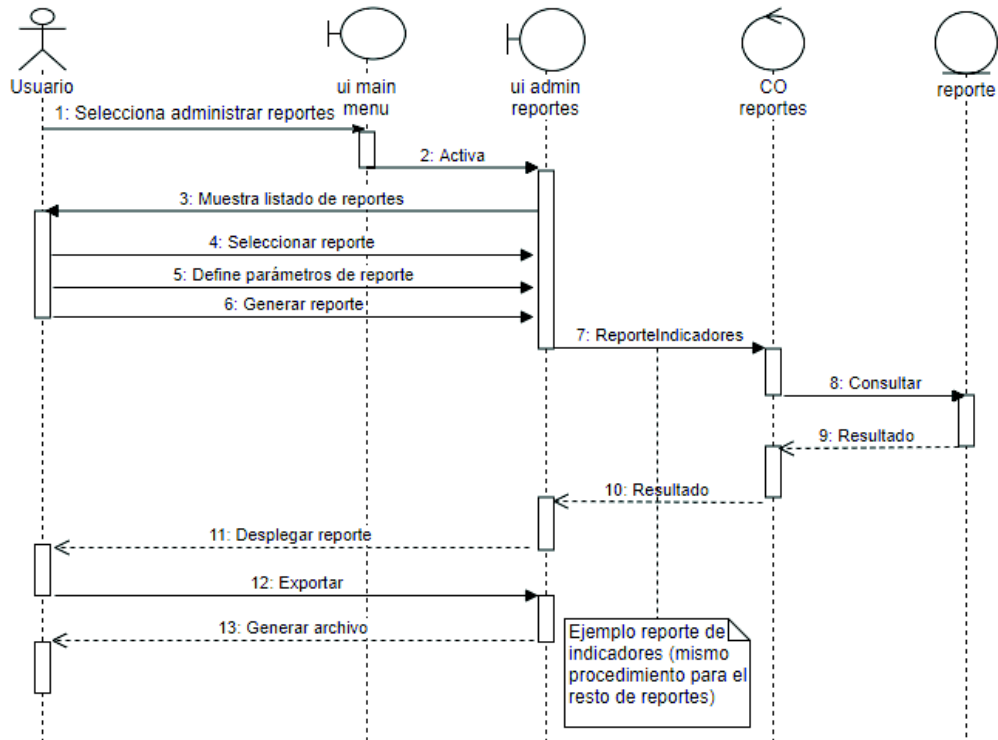 Usuario
ui main
menu
ui admin
reportes
CO
reportes
reporte
1: Selecciona administrar reportes
2: Activa
3: Muestra listado de reportes
4: Seleccionar reporte
5: Define parámetros de reporte
6: Generar reporte
7: ReporteIndicadores
8: Consultar
9: Resultado
10: Resultado
11: Desplegar reporte
12: Exportar
13: Generar archivo
Ejemplo reporte de
indicadores (mismo
procedimiento para el
resto de reportes)